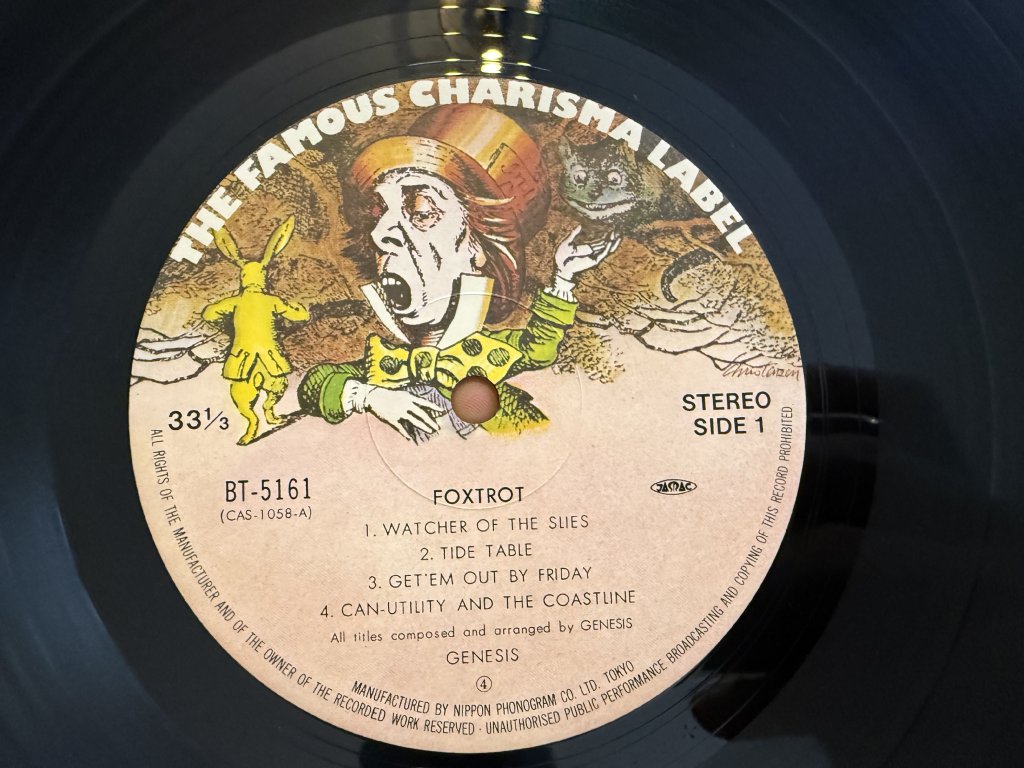 THE FAMOUS CHARISMA LABEL
Christensen
33⅓
STEREO
SIDE 1
BT-5161
(CAS-1058-A)
JASRAC
FOXTROT
1. WATCHER OF THE SLIES
2. TIDE TABLE
3. GET'EM OUT BY FRIDAY
4. CAN-UTILITY AND THE COASTLINE
All titles composed and arranged by GENESIS
GENESIS
④
MANUFACTURED BY NIPPON PHONOGRAM CO. LTD. TOKYO
ALL RIGHTS OF THE MANUFACTURER AND OF THE OWNER OF THE RECORDED WORK RESERVED · UNAUTHORISED PUBLIC PERFORMANCE BROADCASTING AND COPYING OF THIS RECORD PROHIBITED